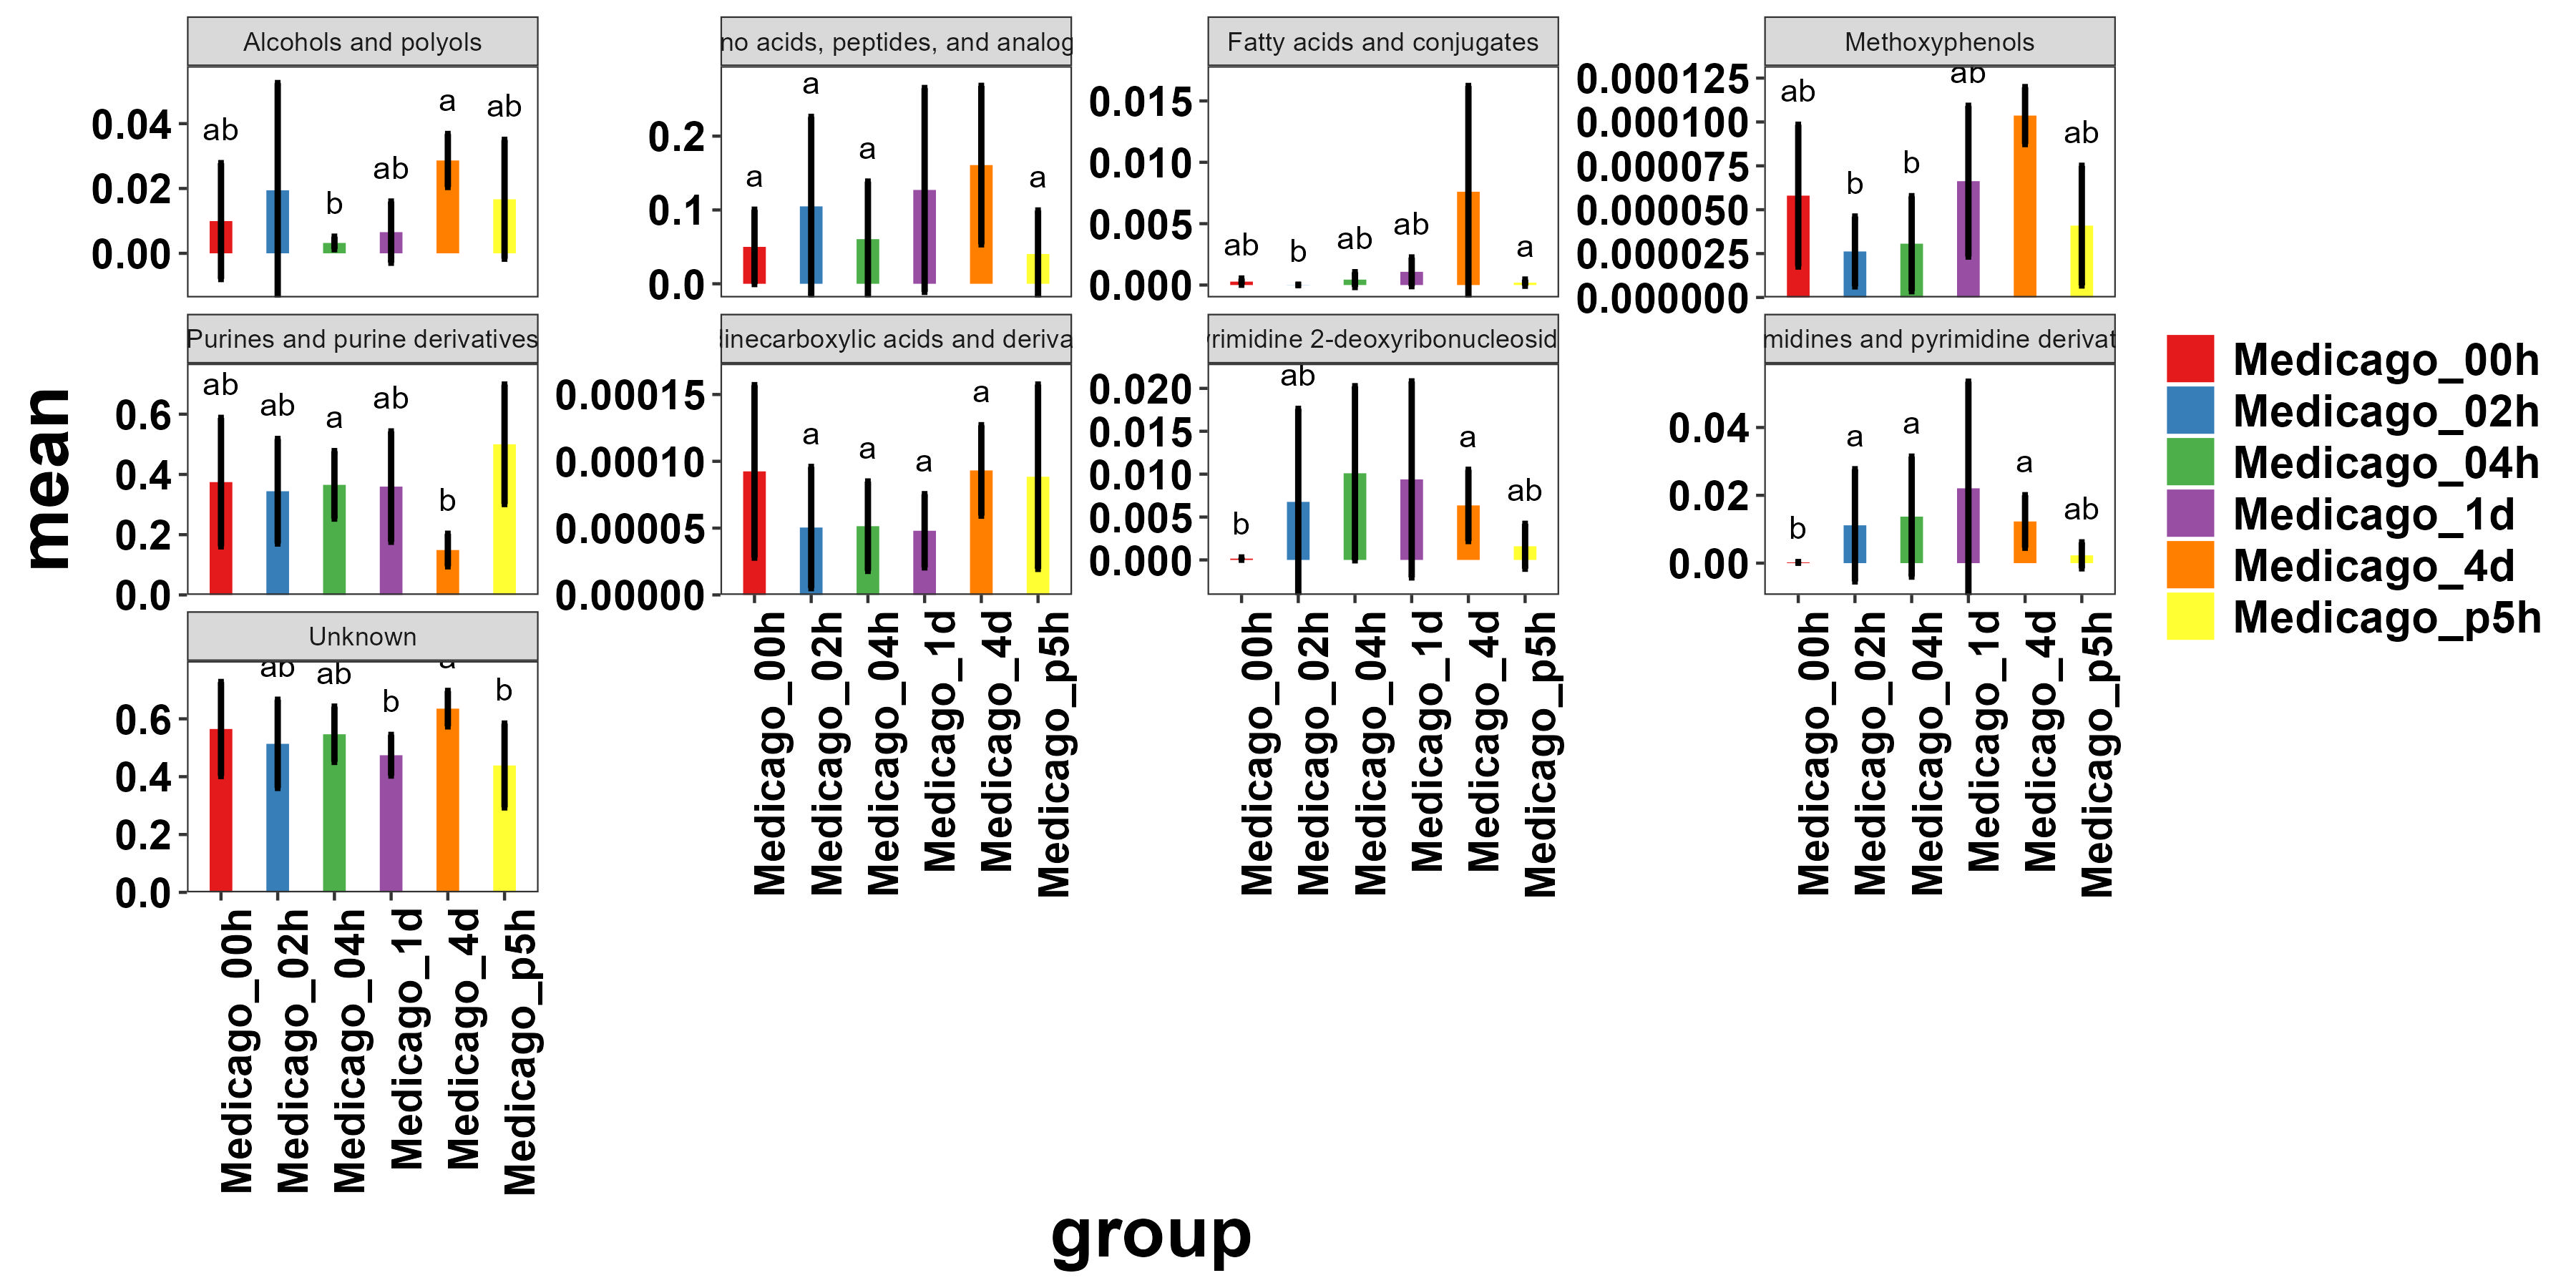 Alcohols and polyols
no acids, peptides, and analog
Fatty acids and conjugates
Methoxyphenols
0.04
0.02
0.00
ab
b
ab
a
ab
0.2
0.1
0.0
a
a
a
a
0.015
0.010
0.005
0.000
ab
b
ab
ab
a
0.000125
0.000100
0.000075
0.000050
0.000025
0.000000
ab
b
b
ab
ab
Purines and purine derivatives
linecarboxylic acids and deriva
yrimidine 2-deoxyribonucleosid
midines and pyrimidine derivat
0.6
0.4
0.2
0.0
ab
ab
a
ab
b
0.00015
0.00010
0.00005
0.00000
a
a
a
a
0.020
0.015
0.010
0.005
0.000
b
ab
a
ab
0.04
0.02
0.00
b
a
a
a
ab
Unknown
0.6
0.4
0.2
0.0
ab
ab
b
a
b
Medicago_00h
Medicago_02h
Medicago_04h
Medicago_1d
Medicago_4d
Medicago_p5h
Medicago_00h
Medicago_02h
Medicago_04h
Medicago_1d
Medicago_4d
Medicago_p5h
Medicago_00h
Medicago_02h
Medicago_04h
Medicago_1d
Medicago_4d
Medicago_p5h
Medicago_00h
Medicago_02h
Medicago_04h
Medicago_1d
Medicago_4d
Medicago_p5h
mean
group
Medicago_00h
Medicago_02h
Medicago_04h
Medicago_1d
Medicago_4d
Medicago_p5h